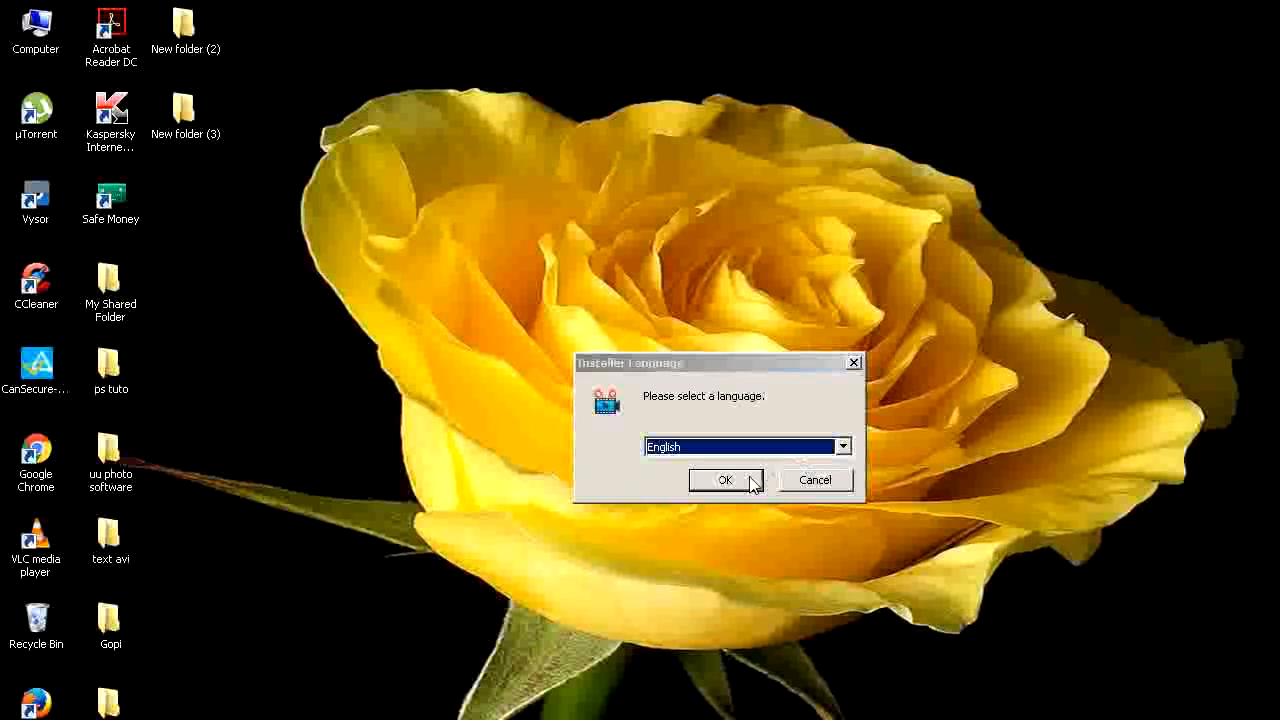 Computer
Acrobat
Reader DC
New folder (2)
µTorrent
Kaspersky
Interne...
New folder (3)
Vysor
Safe Money
CCleaner
My Shared
Folder
CanSecure-...
ps tuto
Google
Chrome
uu photo
software
VLC media
player
text avi
Recycle Bin
Gopi
Installer Language
Please select a language.
English
OK
Cancel